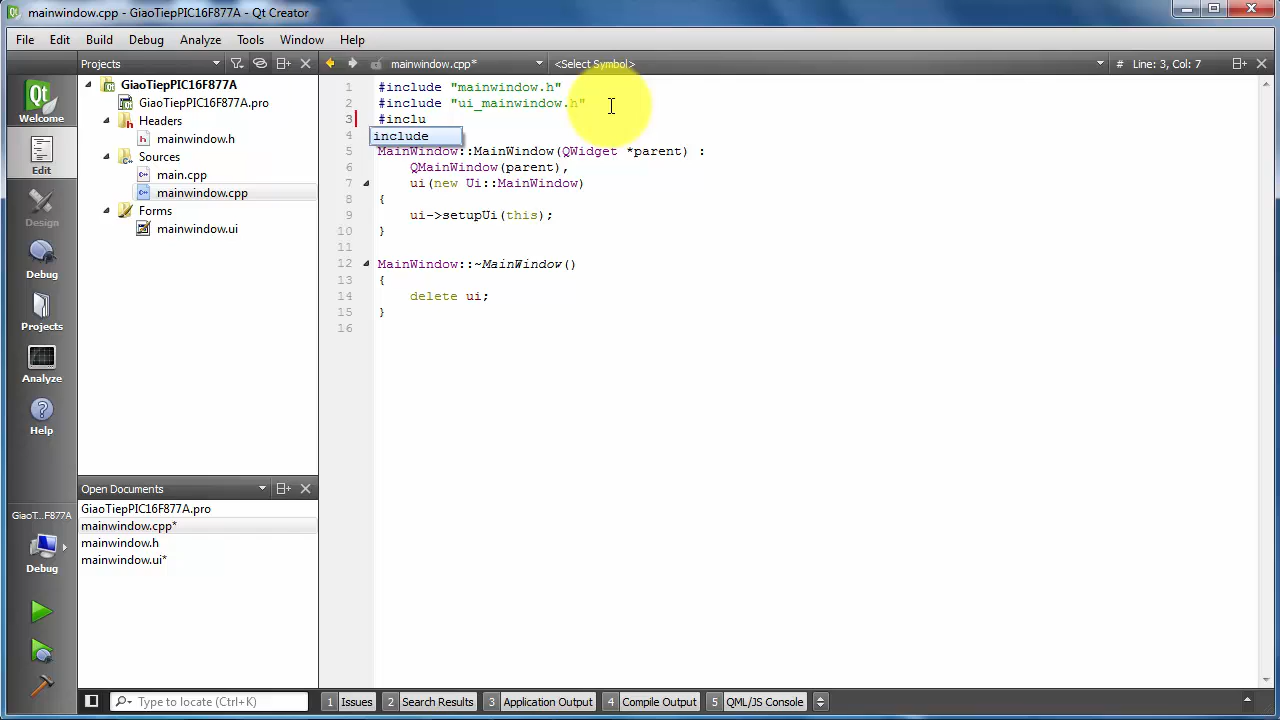 mainwindow.cpp - GiaoTiepPIC16F877A - Qt Creator
File Edit Build Debug Analyze Tools Window Help
Projects mainwindow.cpp* <Select Symbol> # Line: 3, Col: 7
Welcome
Edit
Design
Debug
Projects
Analyze
Help
GiaoT...F877A
Debug
GiaoTiepPIC16F877A
GiaoTiepPIC16F877A.pro
Headers
mainwindow.h
Sources
main.cpp
mainwindow.cpp
Forms
mainwindow.ui
Open Documents
GiaoTiepPIC16F877A.pro
mainwindow.cpp*
mainwindow.h
mainwindow.ui*
1 #include "mainwindow.h"
2 #include "ui_mainwindow.h"
3 #inclu
4 include
5 MainWindow::MainWindow(QWidget *parent) :
6 QMainWindow(parent),
7 ui(new Ui::MainWindow)
8 {
9 ui->setupUi(this);
10 }
11
12 MainWindow::~MainWindow()
13 {
14 delete ui;
15 }
16
Type to locate (Ctrl+K) 1 Issues 2 Search Results 3 Application Output 4 Compile Output 5 QML/JS Console